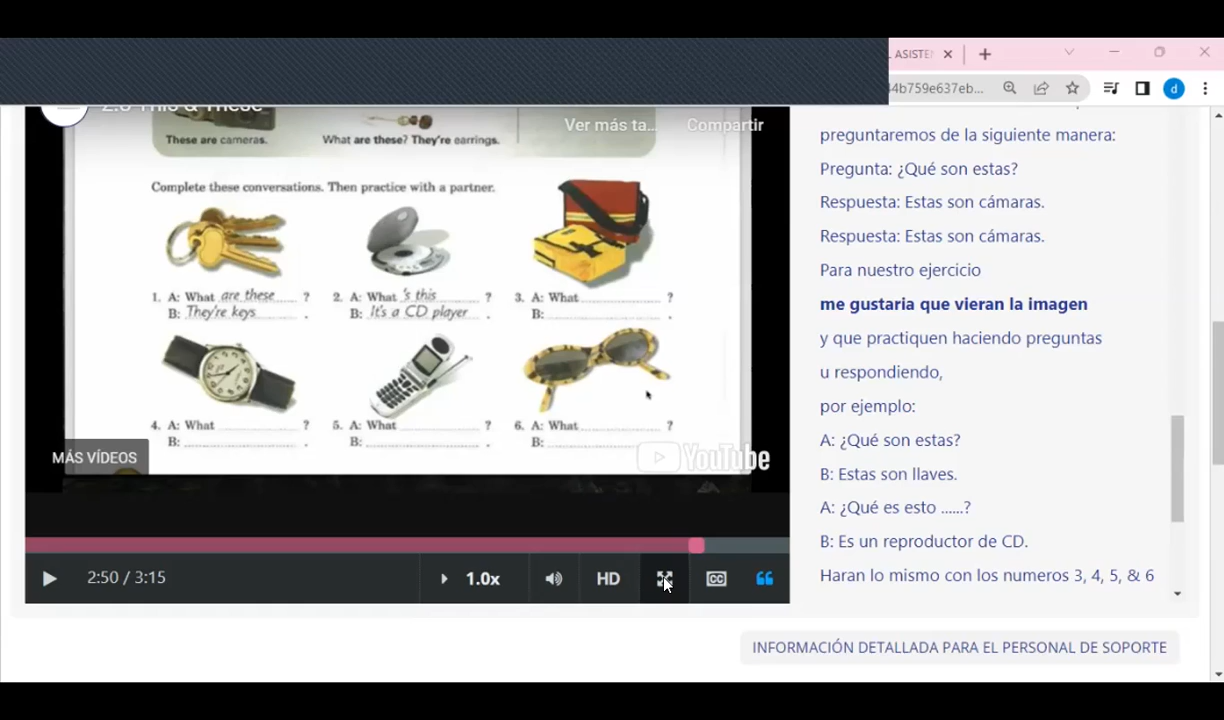 ASISTE
4b759e637eb...
d
2.3 This & These
Ver más ta...
Compartir
These are cameras.
What are these? They're earrings.
Complete these conversations. Then practice with a partner.
1. A: What are these ?
B: They're keys .
2. A: What 's this ?
B: It's a CD player .
3. A: What ?
B: .
4. A: What ?
B: .
5. A: What ?
B: .
6. A: What ?
B:
MÁS VÍDEOS
YouTube
2:50 / 3:15
1.0x
HD
CC
preguntaremos de la siguiente manera:
Pregunta: ¿Qué son estas?
Respuesta: Estas son cámaras.
Respuesta: Estas son cámaras.
Para nuestro ejercicio
me gustaria que vieran la imagen
y que practiquen haciendo preguntas
u respondiendo,
por ejemplo:
A: ¿Qué son estas?
B: Estas son llaves.
A: ¿Qué es esto ......?
B: Es un reproductor de CD.
Haran lo mismo con los numeros 3, 4, 5, & 6
INFORMACIÓN DETALLADA PARA EL PERSONAL DE SOPORTE